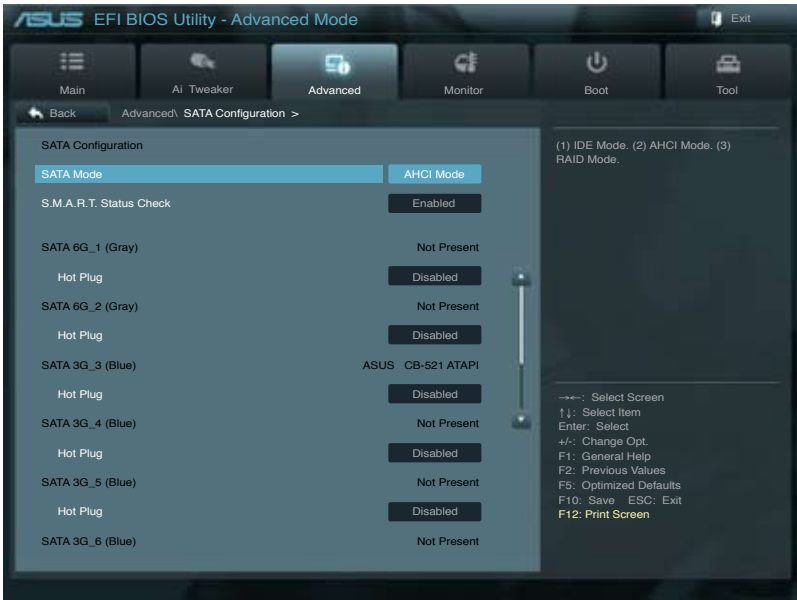 ASUS EFI BIOS Utility - Advanced Mode
Exit
Main
Ai Tweaker
Advanced
Monitor
Boot
Tool
Back
Advanced\ SATA Configuration >
SATA Configuration
SATA Mode AHCI Mode
S.M.A.R.T. Status Check Enabled
SATA 6G_1 (Gray) Not Present
Hot Plug Disabled
SATA 6G_2 (Gray) Not Present
Hot Plug Disabled
SATA 3G_3 (Blue) ASUS CB-521 ATAPI
Hot Plug Disabled
SATA 3G_4 (Blue) Not Present
Hot Plug Disabled
SATA 3G_5 (Blue) Not Present
Hot Plug Disabled
SATA 3G_6 (Blue) Not Present
(1) IDE Mode. (2) AHCI Mode. (3)
RAID Mode.
→←: Select Screen
↑↓: Select Item
Enter: Select
+/-: Change Opt.
F1: General Help
F2: Previous Values
F5: Optimized Defaults
F10: Save ESC: Exit
F12: Print Screen